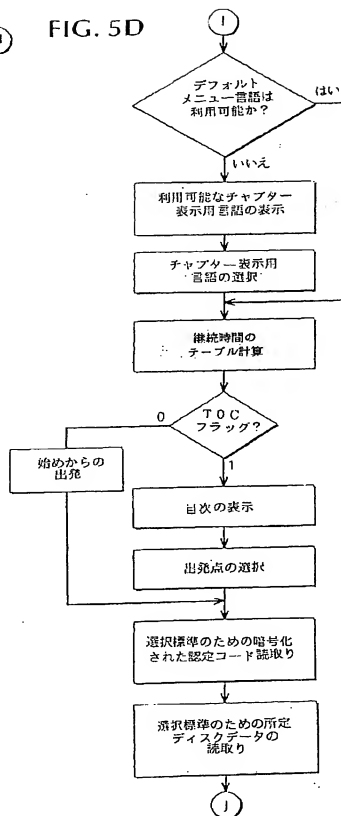 FIG. 5D
I
デフォルト
メニュー言語は
利用可能か?
はい
いいえ
利用可能なチャプター
表示用言語の表示
チャプター表示用
言語の選択
継続時間の
テーブル計算
TOC
フラッグ?
0
1
始めからの
出発
目次の表示
出発点の選択
選択標準のための暗号化
された認定コード読取り
選択標準のための所定
ディスクデータの
読取り
J